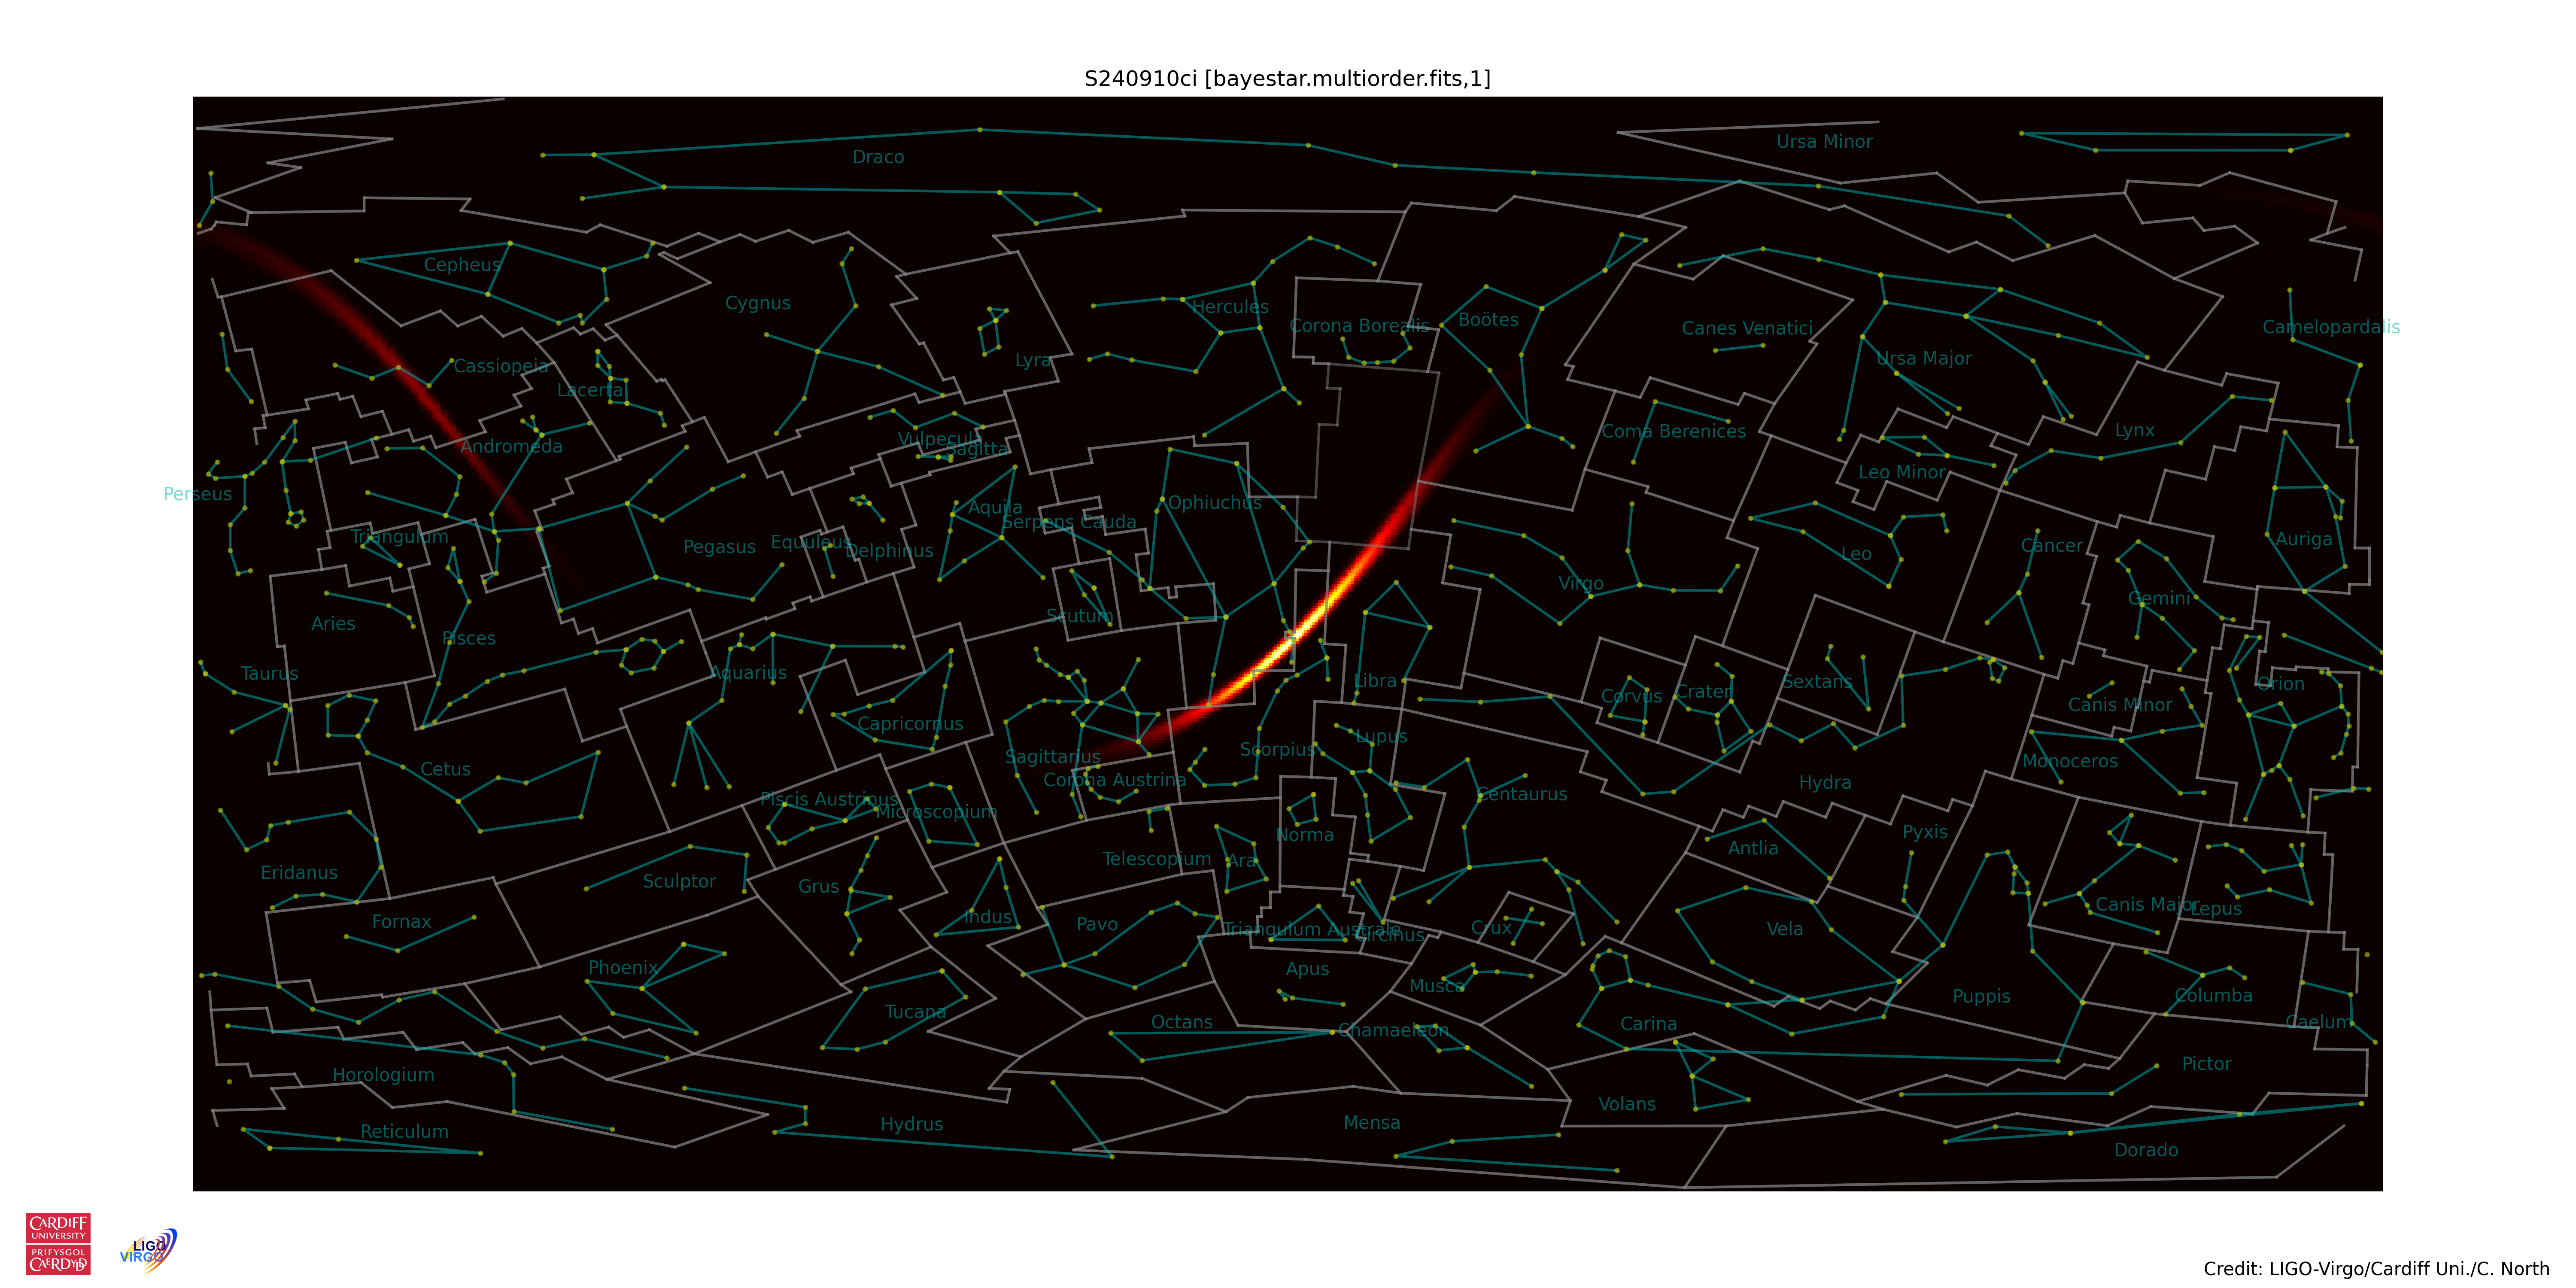 S240910ci [bayestar.multiorder.fits,1]
Ursa Minor
Draco
Cepheus
Cygnus
Hercules
Corona Borealis
Boötes
Canes Venatici
Camelopardalis
Cassiopeia
Lacerta
Lyra
Ursa Major
Andromeda
Vulpecula
Sagitta
Coma Berenices
Lynx
Leo Minor
Perseus
Aquila
Ophiuchus
Serpens Cauda
Triangulum
Pegasus
Equuleus
Delphinus
Virgo
Leo
Cancer
Auriga
Aries
Pisces
Scutum
Gemini
Taurus
Aquarius
Libra
Corvus
Crater
Sextans
Orion
Canis Minor
Capricornus
Sagittarius
Scorpius
Lupus
Cetus
Corona Austrina
Monoceros
Hydra
Piscis Austrinus
Microscopium
Centaurus
Norma
Eridanus
Sculptor
Grus
Telescopium
Ara
Antlia
Pyxis
Fornax
Indus
Pavo
Triangulum Australe
Circinus
Crux
Vela
Canis Major
Lepus
Phoenix
Apus
Musca
Puppis
Columba
Tucana
Octans
Chamaeleon
Carina
Caelum
Horologium
Pictor
Reticulum
Hydrus
Mensa
Volans
Dorado
CARDIFF
UNIVERSITY
PRIFYSGOL
CAERDYDD
LIGO
VIRGO
Credit: LIGO-Virgo/Cardiff Uni./C. North